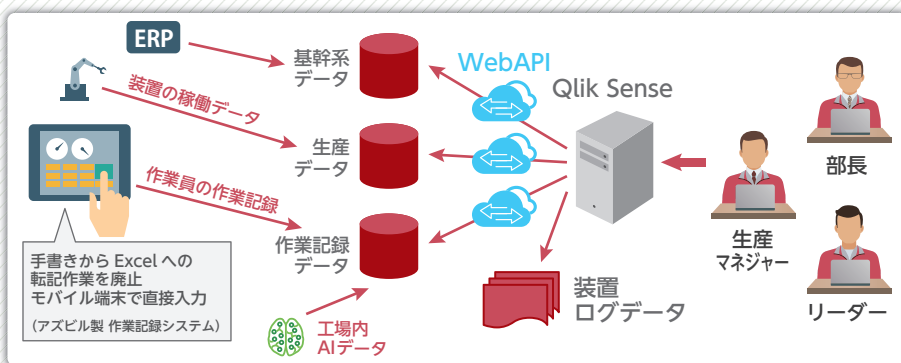 ERP
基幹系
データ
WebAPI
Qlik Sense
装置の稼働データ
生産
データ
作業員の作業記録
作業記録
データ
手書きから Excel への
転記作業を廃止
モバイル端末で直接入力
(アズビル製 作業記録システム)
工場内
AIデータ
装置
ログデータ
部長
生産
マネジャー
リーダー